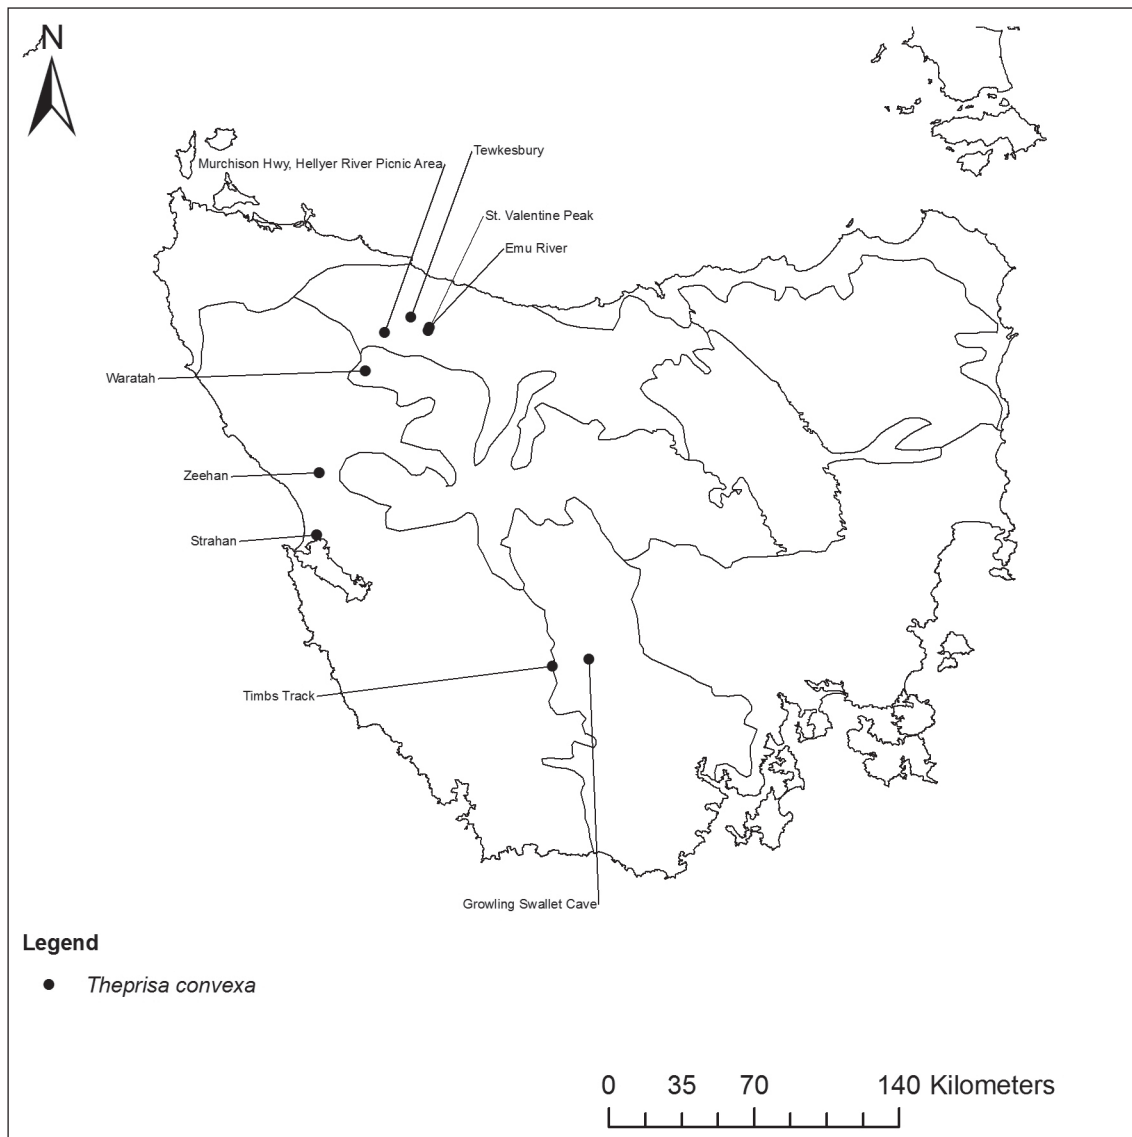 N
Tewkesbury
Murchison Hwy, Hellyer River Picnic Area
St. Valentine Peak
Emu River
Waratah
Zeehan
Strahan
Timbs Track
Growling Swallet Cave
Legend
Theprisa convexa
0 35 70 140 Kilometers